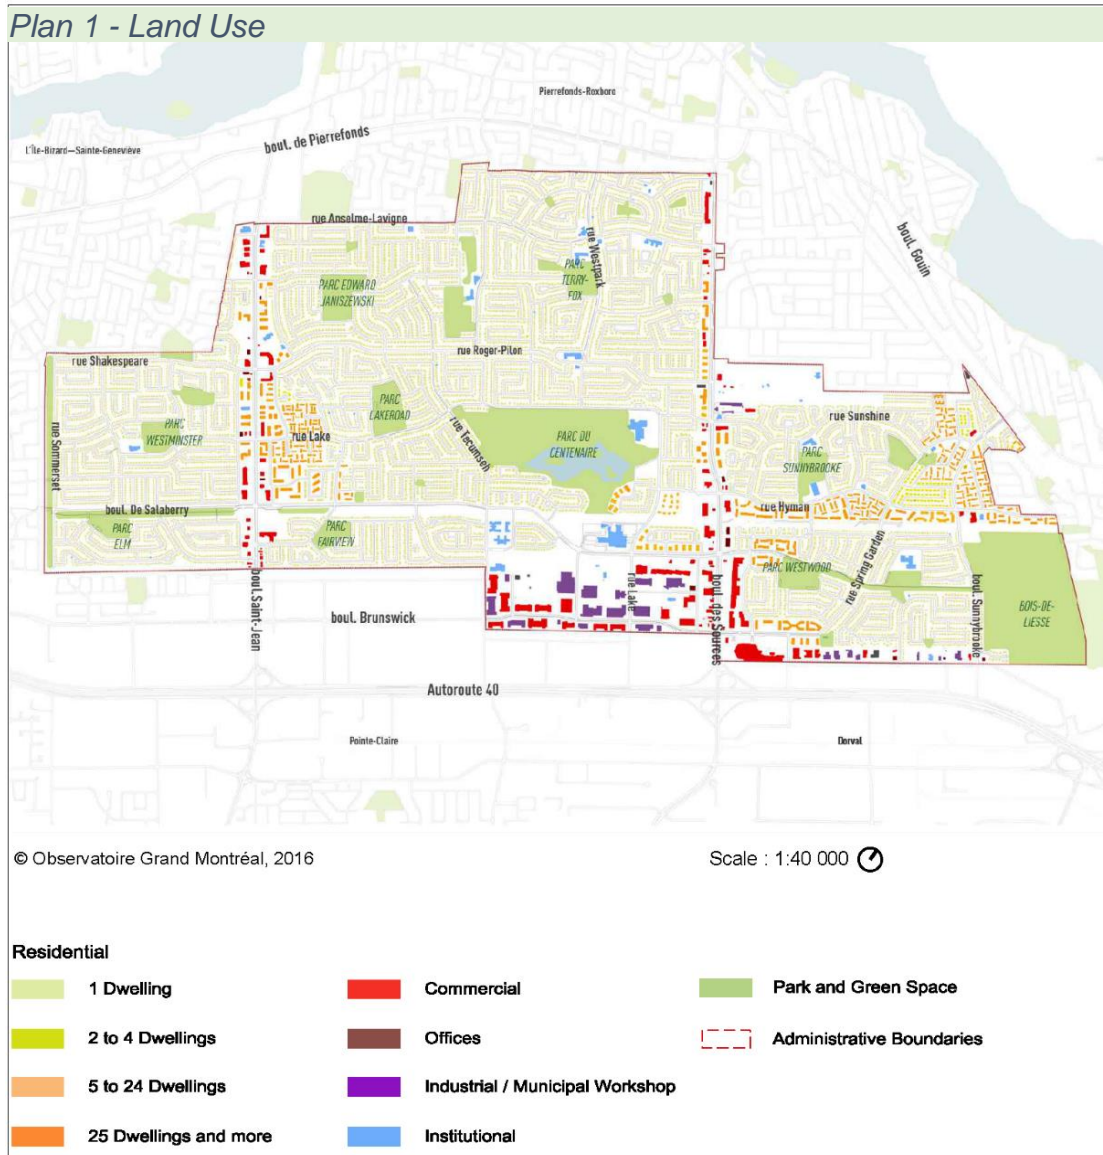 Plan 1 - Land Use
Pierrefonds-Roxboro
boul. de Pierrefonds
L'Île-Bizard—Sainte-Geneviève
rue Anselme-Lavigne
boul. Gouin
rue Westpark
PARC
TERRY-
FOX
PARC EDWARD
JANISZEWSKI
rue Roger-Pilon
rue Shakespeare
PARC
LAKEROAD
rue Sunshine
PARC
WESTMINSTER
rue Lake
rue Tecumseh
PARC DU
CENTENAIRE
PARC
SUNNYBROOKE
rue Sommerset
boul. De Salaberry
rue Hyman
PARC
ELM
PARC
FAIRVIEW
rue Spring Garden
PARC WESTWOOD
boul. Saint-Jean
rue Lake
boul. des Sources
boul. Sunnybrooke
BOIS-DE-
LIESSE
boul. Brunswick
Autoroute 40
Pointe-Claire
Dorval
© Observatoire Grand Montréal, 2016
Scale : 1:40 000
Residential
1 Dwelling
Commercial
Park and Green Space
2 to 4 Dwellings
Offices
Administrative Boundaries
5 to 24 Dwellings
Industrial / Municipal Workshop
25 Dwellings and more
Institutional